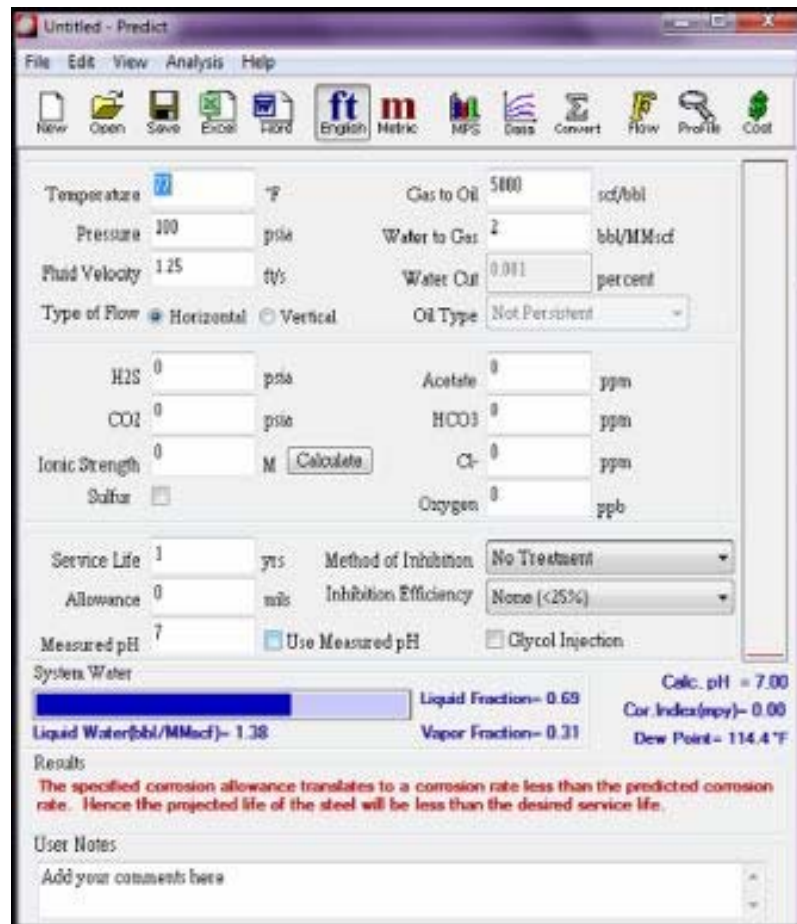 Untitled - Predict
File Edit View Analysis Help
New Open Save Excel Word ft English m Metric MPS Data Convert Flow Profile Cost
Temperature 77 °F Gas to Oil 5000 scf/bbl
Pressure 100 psia Water to Gas 2 bbl/MMscf
Fluid Velocity 1.25 ft/s Water Cut 0.001 percent
Type of Flow Horizontal Vertical Oil Type Not Persistent
H2S 0 psia Acetate 0 ppm
CO2 0 psia HCO3 0 ppm
Ionic Strength 0 M Calculate Cl- 0 ppm
Sulfur Oxygen 0 ppb
Service Life 1 yrs Method of Inhibition No Treatment
Allowance 0 mils Inhibition Efficiency None (<25%)
Measured pH 7 Use Measured pH Glycol Injection
System Water
Liquid Fraction= 0.69 Calc. pH = 7.00
Cor.Index(mpy)= 0.00
Liquid Water(bbl/MMscf)= 1.38 Vapor Fraction= 0.31 Dew Point= 114.4 °F
Results
The specified corrosion allowance translates to a corrosion rate less than the predicted corrosion
rate. Hence the projected life of the steel will be less than the desired service life.
User Notes
Add your comments here